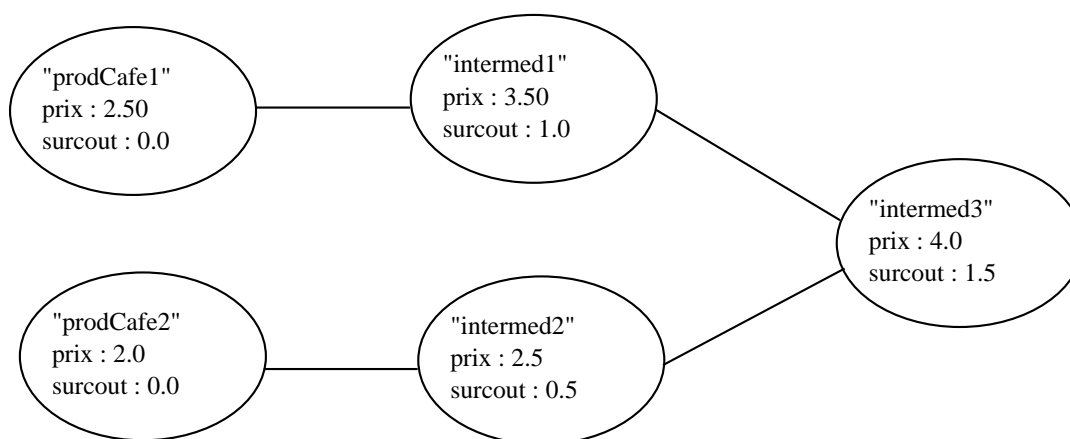 "prodCafe1"
prix : 2.50
surcout : 0.0
"intermed1"
prix : 3.50
surcout : 1.0
"intermed3"
prix : 4.0
surcout : 1.5
"prodCafe2"
prix : 2.0
surcout : 0.0
"intermed2"
prix : 2.5
surcout : 0.5